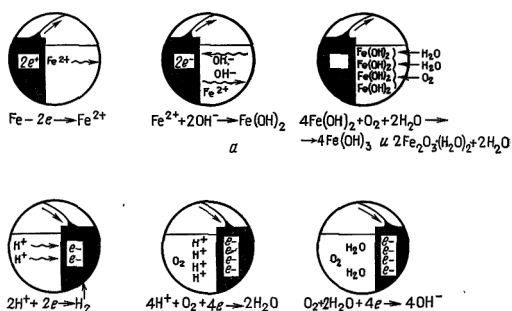 2e⁺ Fe²⁺
Fe – 2e → Fe²⁺
2e⁻ OH⁻
OH⁻
Fe²⁺
Fe²⁺+2OH⁻→Fe(OH)₂
Fe(OH)₂ ← H₂O
Fe(OH)₂ ← H₂O
Fe(OH)₂ ← O₂
Fe(OH)₂
4Fe(OH)₂+O₂+2H₂O →
→4Fe(OH)₃ и 2Fe₂O₃(H₂O)₂+2H₂O
а
H⁺ e–
H⁺ e–
2H⁺+ 2e → H₂
H⁺ e–
O₂ H⁺ e–
H⁺ e–
H⁺ e–
4H⁺+ O₂ +4e → 2H₂O
H₂O e–
O₂ e–
H₂O e–
e–
O₂+2H₂O + 4e → 4OH⁻